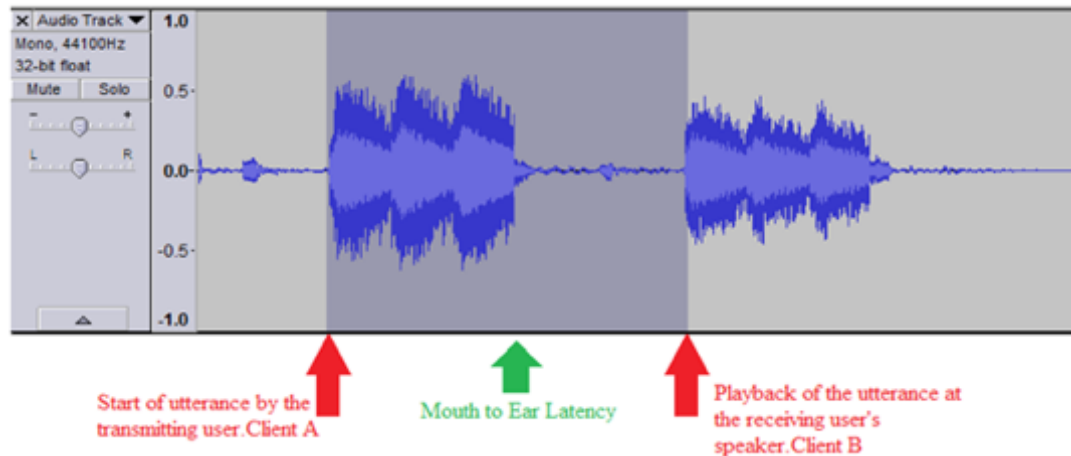 × Audio Track ▼ 1.0
Mono, 44100Hz
32-bit float
Mute Solo 0.5-
- +
L R 0.0-
-0.5-
-1.0
Start of utterance by the
transmitting user.Client A
Mouth to Ear Latency
Playback of the utterance at
the receiving user's
speaker.Client B